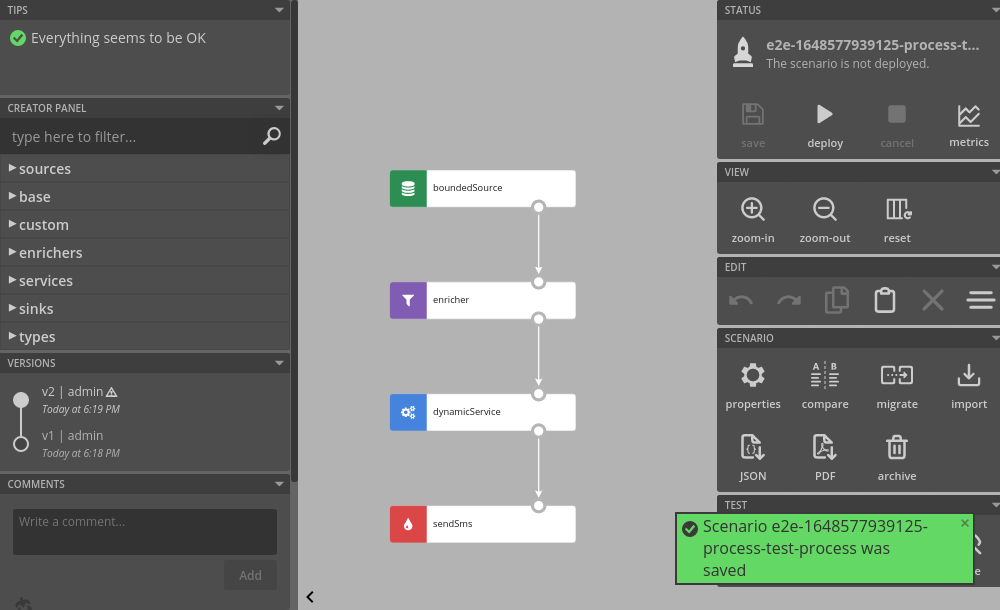 TIPS
Everything seems to be OK
CREATOR PANEL
type here to filter...
sources
base
custom
enrichers
services
sinks
types
VERSIONS
v2 | admin
Today at 6:19 PM
v1 | admin
Today at 6:18 PM
COMMENTS
Write a comment...
Add
boundedSource
enricher
dynamicService
sendSms
STATUS
e2e-1648577939125-process-t...
The scenario is not deployed.
save
deploy
cancel
metrics
VIEW
zoom-in
zoom-out
reset
EDIT
SCENARIO
A B
properties
compare
migrate
import
JSON
PDF
archive
TEST
Scenario e2e-1648577939125-
process-test-process was
saved